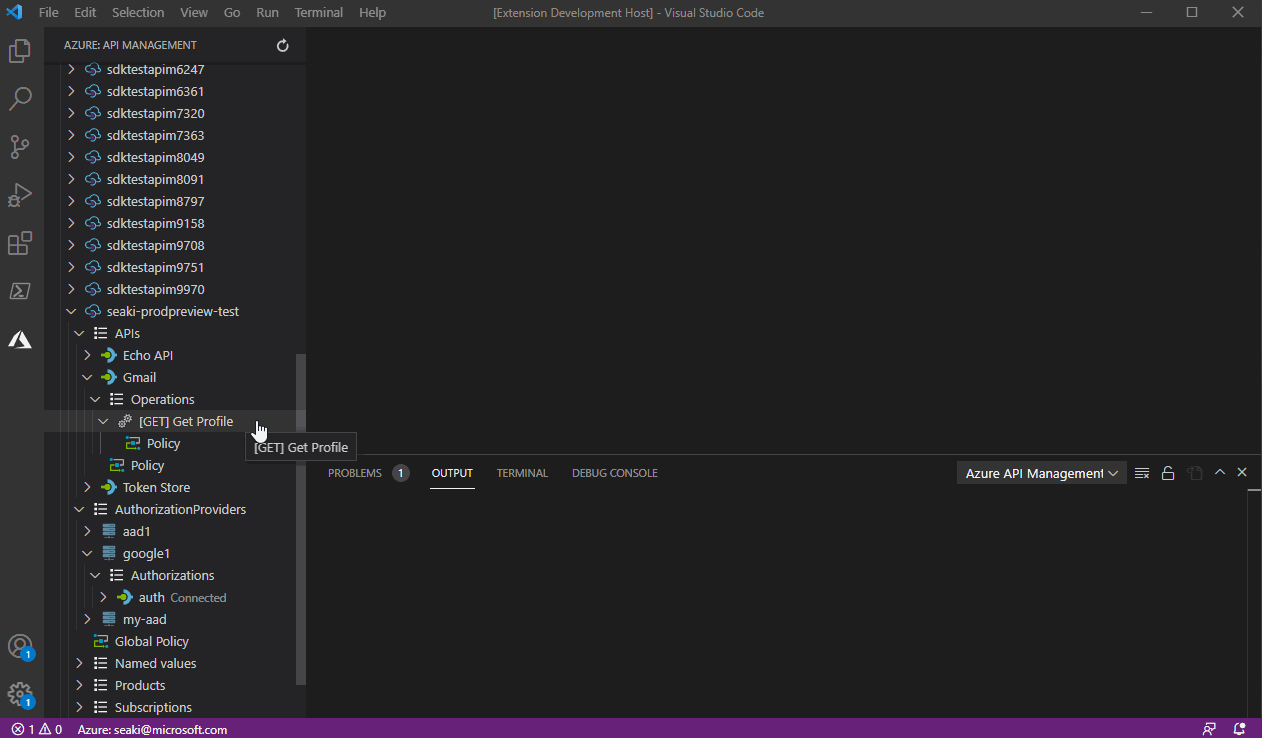 File Edit Selection View Go Run Terminal Help
[Extension Development Host] - Visual Studio Code
AZURE: API MANAGEMENT
sdktestapim6247
sdktestapim6361
sdktestapim7320
sdktestapim7363
sdktestapim8049
sdktestapim8091
sdktestapim8797
sdktestapim9158
sdktestapim9708
sdktestapim9751
sdktestapim9970
seaki-prodpreview-test
APIs
Echo API
Gmail
Operations
[GET] Get Profile
Policy
Policy
Token Store
AuthorizationProviders
aad1
google1
Authorizations
auth Connected
my-aad
Global Policy
Named values
Products
Subscriptions
[GET] Get Profile
PROBLEMS 1 OUTPUT TERMINAL DEBUG CONSOLE
Azure API Management
1
1
1 0 Azure: seaki@microsoft.com